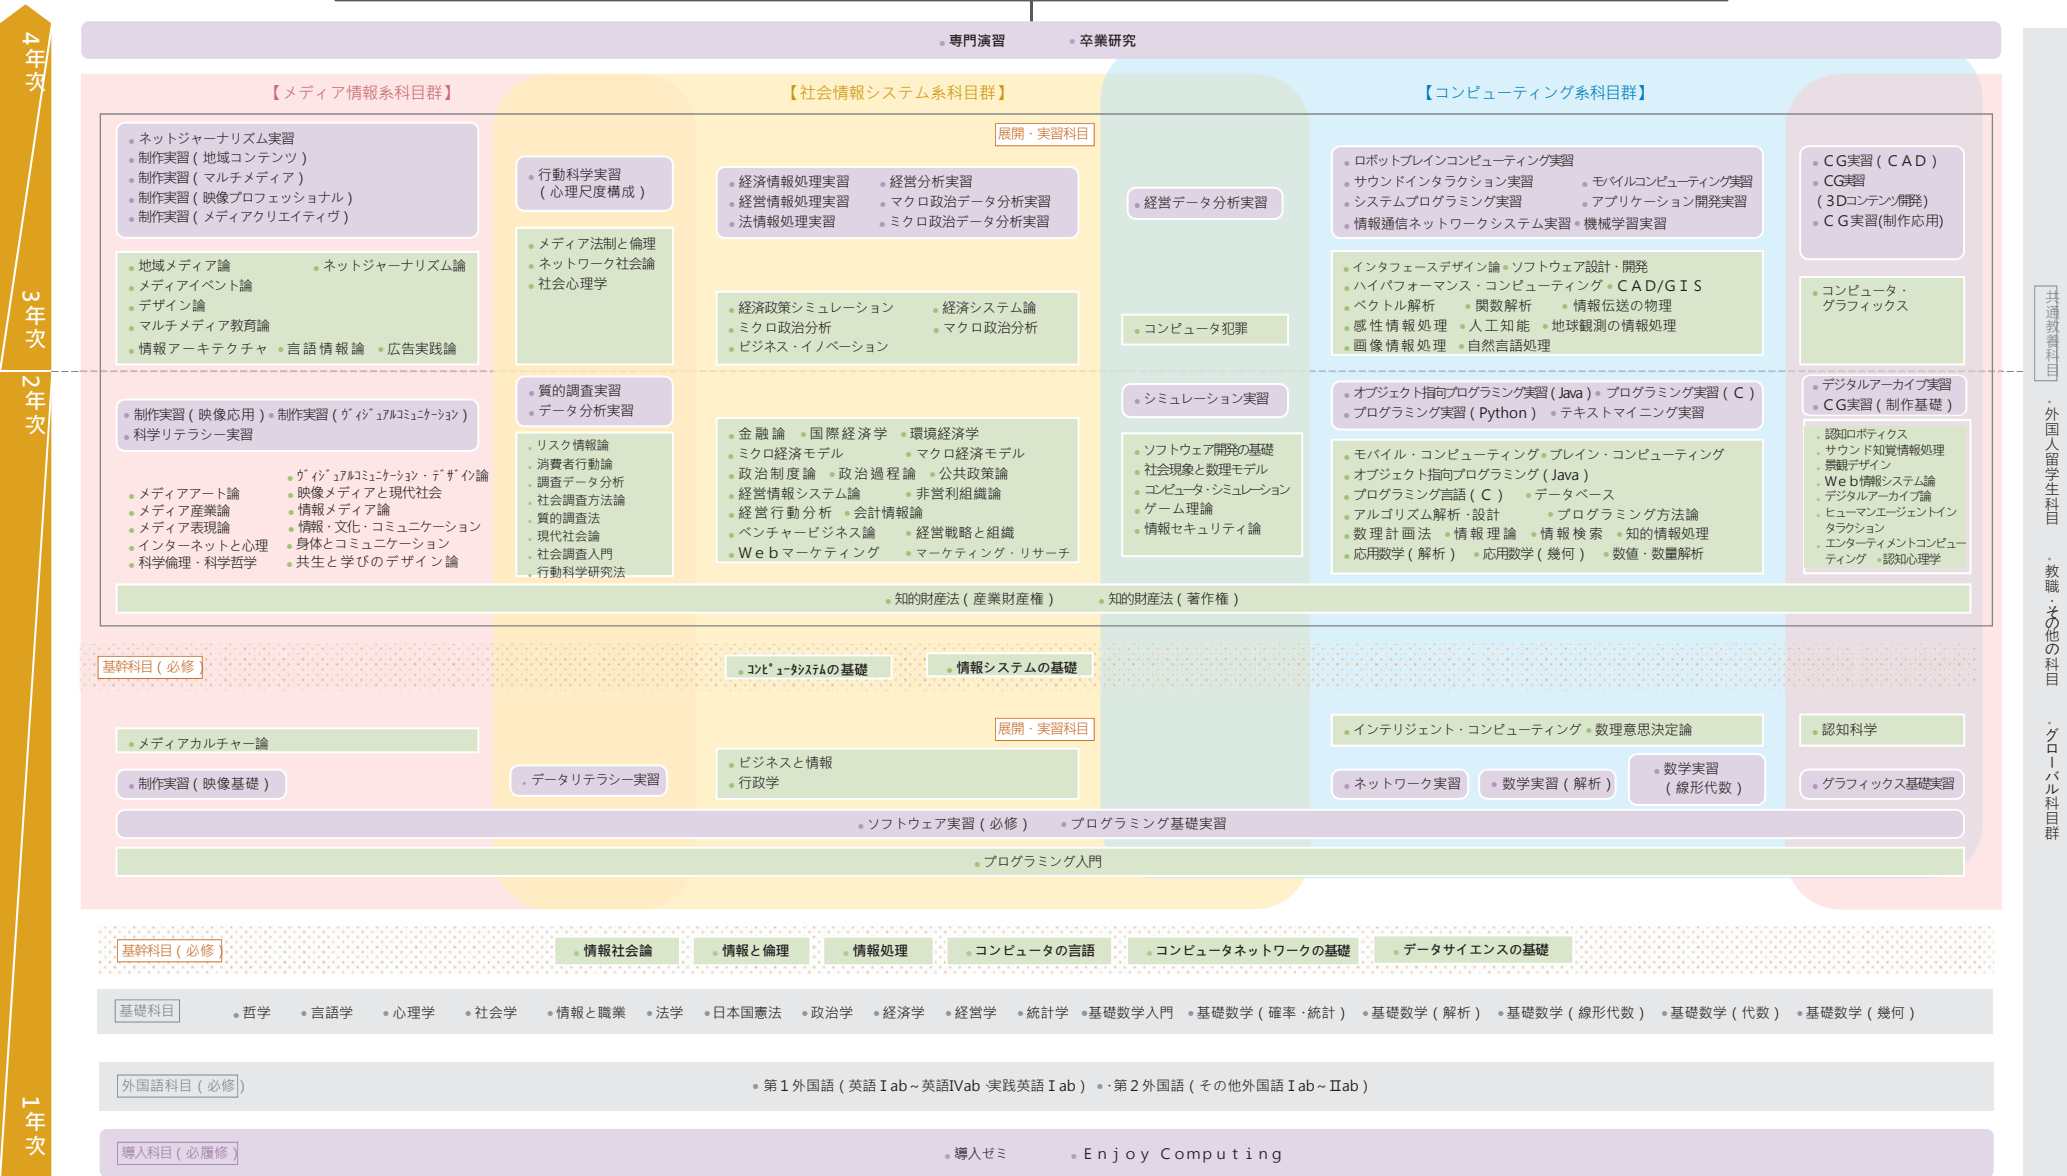 4年次
・専門演習　・卒業研究
【メディア情報系科目群】
【社会情報システム系科目群】
【コンピューティング系科目群】
展開・実習科目
・ネットジャーナリズム実習
・制作実習(地域コンテンツ)
・制作実習(マルチメディア)
・制作実習(映像プロフェッショナル)
・制作実習(メディアクリエイティヴ)
・行動科学実習
(心理尺度構成)
・経済情報処理実習　・経営分析実習
・経営情報処理実習　・マクロ政治データ分析実習
・法情報処理実習　・ミクロ政治データ分析実習
・経営データ分析実習
・ロボットブレインコンピューティング実習
・サウンドインタラクション実習　・モバイルコンピューティング実習
・システムプログラミング実習　・アプリケーション開発実習
・情報通信ネットワークシステム実習・機械学習実習
・CG実習(CAD)
・CG実習
(3Dコンテンツ開発)
・CG実習(制作応用)
3年次
・地域メディア論　・ネットジャーナリズム論
・メディアイベント論
・デザイン論
・マルチメディア教育論
・情報アーキテクチャ　・言語情報論　・広告実践論
・メディア法制と倫理
・ネットワーク社会論
・社会心理学
・経済政策シミュレーション　・経済システム論
・ミクロ政治分析　・マクロ政治分析
・ビジネス・イノベーション
・コンピュータ犯罪
・インタフェースデザイン論・ソフトウェア設計・開発
・ハイパフォーマンス・コンピューティング・CAD/GIS
・ベクトル解析　・関数解析　・情報伝送の物理
・感性情報処理　・人工知能　・地球観測の情報処理
・画像情報処理　・自然言語処理
・コンピュータ・
グラフィックス
2年次
・制作実習(映像応用)・制作実習(ヴィジュアルコミュニケーション)
・科学リテラシー実習
・質的調査実習
・データ分析実習
・シミュレーション実習
・オブジェクト指向プログラミング実習(Java)・プログラミング実習(C)
・プログラミング実習(Python)　・テキストマイニング実習
・デジタルアーカイブ実習
・CG実習(制作基礎)
・ヴィジュアルコミュニケーション・デザイン論
・メディアアート論　・映像メディアと現代社会
・メディア産業論　・情報メディア論
・メディア表現論　・情報・文化・コミュニケーション
・インターネットと心理　・身体とコミュニケーション
・科学倫理・科学哲学　・共生と学びのデザイン論
・リスク情報論
・消費者行動論
・調査データ分析
・社会調査方法論
・質的調査法
・現代社会論
・社会調査入門
・行動科学研究法
・金融論　・国際経済学　・環境経済学
・ミクロ経済モデル　・マクロ経済モデル
・政治制度論　・政治過程論　・公共政策論
・経営情報システム論　・非営利組織論
・経営行動分析　・会計情報論
・ベンチャービジネス論　・経営戦略と組織
・Webマーケティング　・マーケティング・リサーチ
・ソフトウェア開発の基礎
・社会現象と数理モデル
・コンピュータ・シミュレーション
・ゲーム理論
・情報セキュリティ論
・モバイル・コンピューティング・ブレイン・コンピューティング
・オブジェクト指向プログラミング(Java)
・プログラミング言語(C)　・データベース
・アルゴリズム解析・設計　・プログラミング方法論
・数理計画法　・情報理論　・情報検索　・知的情報処理
・応用数学(解析)　・応用数学(幾何)　・数値・数量解析
・認知ロボティクス
・サウンド知覚情報処理
・景観デザイン
・Web情報システム論
・デジタルアーカイブ論
・ヒューマンエージェントイン
タラクション
・エンターティメントコンピュー
ティング　・認知心理学
・知的財産法(産業財産権)　・知的財産法(著作権)
基幹科目(必修)
・コンピュータシステムの基礎
・情報システムの基礎
展開・実習科目
・メディアカルチャー論
・制作実習(映像基礎)
・データリテラシー実習
・ビジネスと情報
・行政学
・インテリジェント・コンピューティング・数理意思決定論
・ネットワーク実習
・数学実習(解析)
・数学実習
(線形代数)
・認知科学
・グラフィックス基礎実習
・ソフトウェア実習(必修)　・プログラミング基礎実習
・プログラミング入門
基幹科目(必修)
・情報社会論　・情報と倫理　・情報処理　・コンピュータの言語　・コンピュータネットワークの基礎　・データサイエンスの基礎
基礎科目
・哲学　・言語学　・心理学　・社会学　・情報と職業　・法学　・日本国憲法　・政治学　・経済学　・経営学　・統計学　・基礎数学入門　・基礎数学(確率・統計)　・基礎数学(解析)　・基礎数学(線形代数)　・基礎数学(代数)　・基礎数学(幾何)
外国語科目(必修)
・第1外国語(英語Ⅰab~英語Ⅳab・実践英語Ⅰab)　・・第2外国語(その他外国語Ⅰab~Ⅱab)
1年次
導入科目(必履修)
・導入ゼミ　・Enjoy Computing
共通教養科目
・外国人留学生科目
・教職・その他の科目
・グローバル科目群